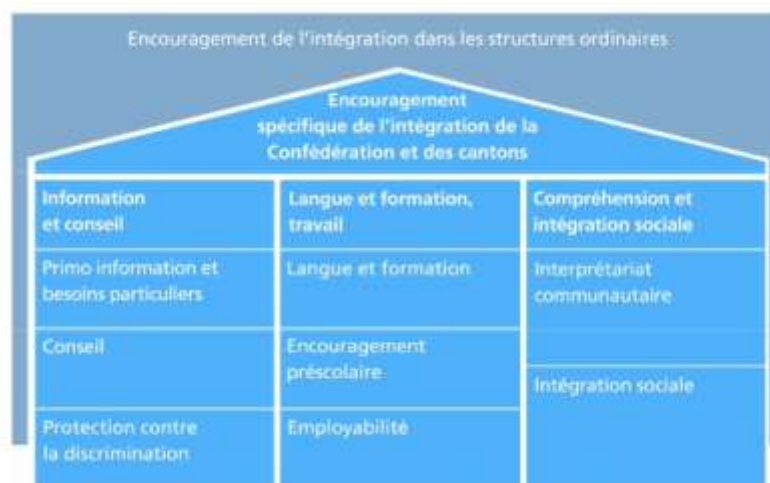 Encouragement de l'intégration dans les structures ordinaires
Encouragement
spécifique de l'intégration de la
Confédération et des cantons
Information
et conseil
Langue et formation,
travail
Compréhension et
intégration sociale
Primo information et
besoins particuliers
Langue et formation
Interprétariat
communautaire
Conseil
Encouragement
préscolaire
Intégration sociale
Protection contre
la discrimination
Employabilité